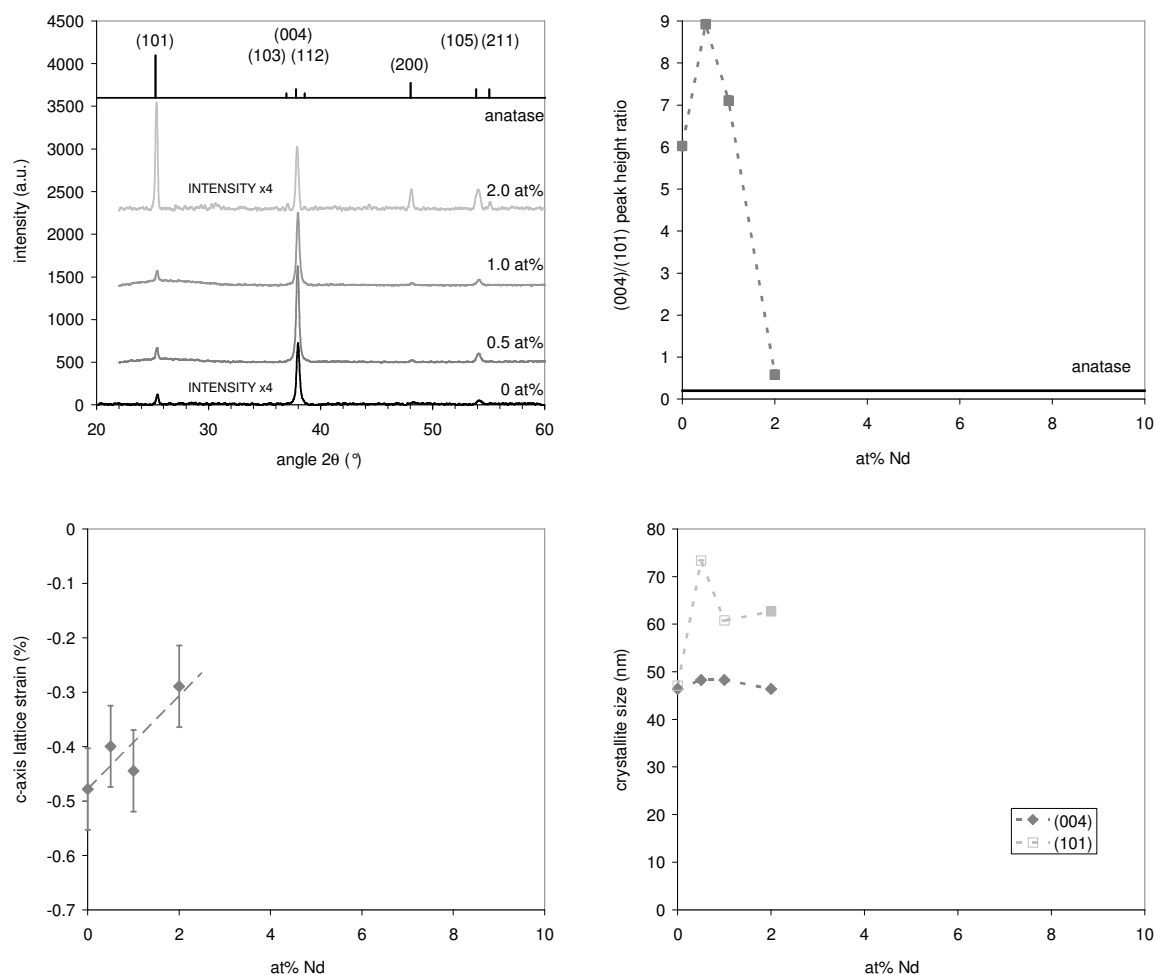 4500
4000
3500
3000
2500
2000
1500
1000
500
0
intensity (a.u.)
(101)
(004)
(103) (112)
(200)
(105) (211)
anatase
INTENSITY x4
2.0 at%
1.0 at%
0.5 at%
INTENSITY x4
0 at%
20 30 40 50 60
angle 2θ (°)
9
8
7
6
5
4
3
2
1
0
(004)/(101) peak height ratio
anatase
0 2 4 6 8 10
at% Nd
0
-0.1
-0.2
-0.3
-0.4
-0.5
-0.6
-0.7
c-axis lattice strain (%)
0 2 4 6 8 10
at% Nd
80
70
60
50
40
30
20
10
0
crystallite size (nm)
(004)
(101)
0 2 4 6 8 10
at% Nd